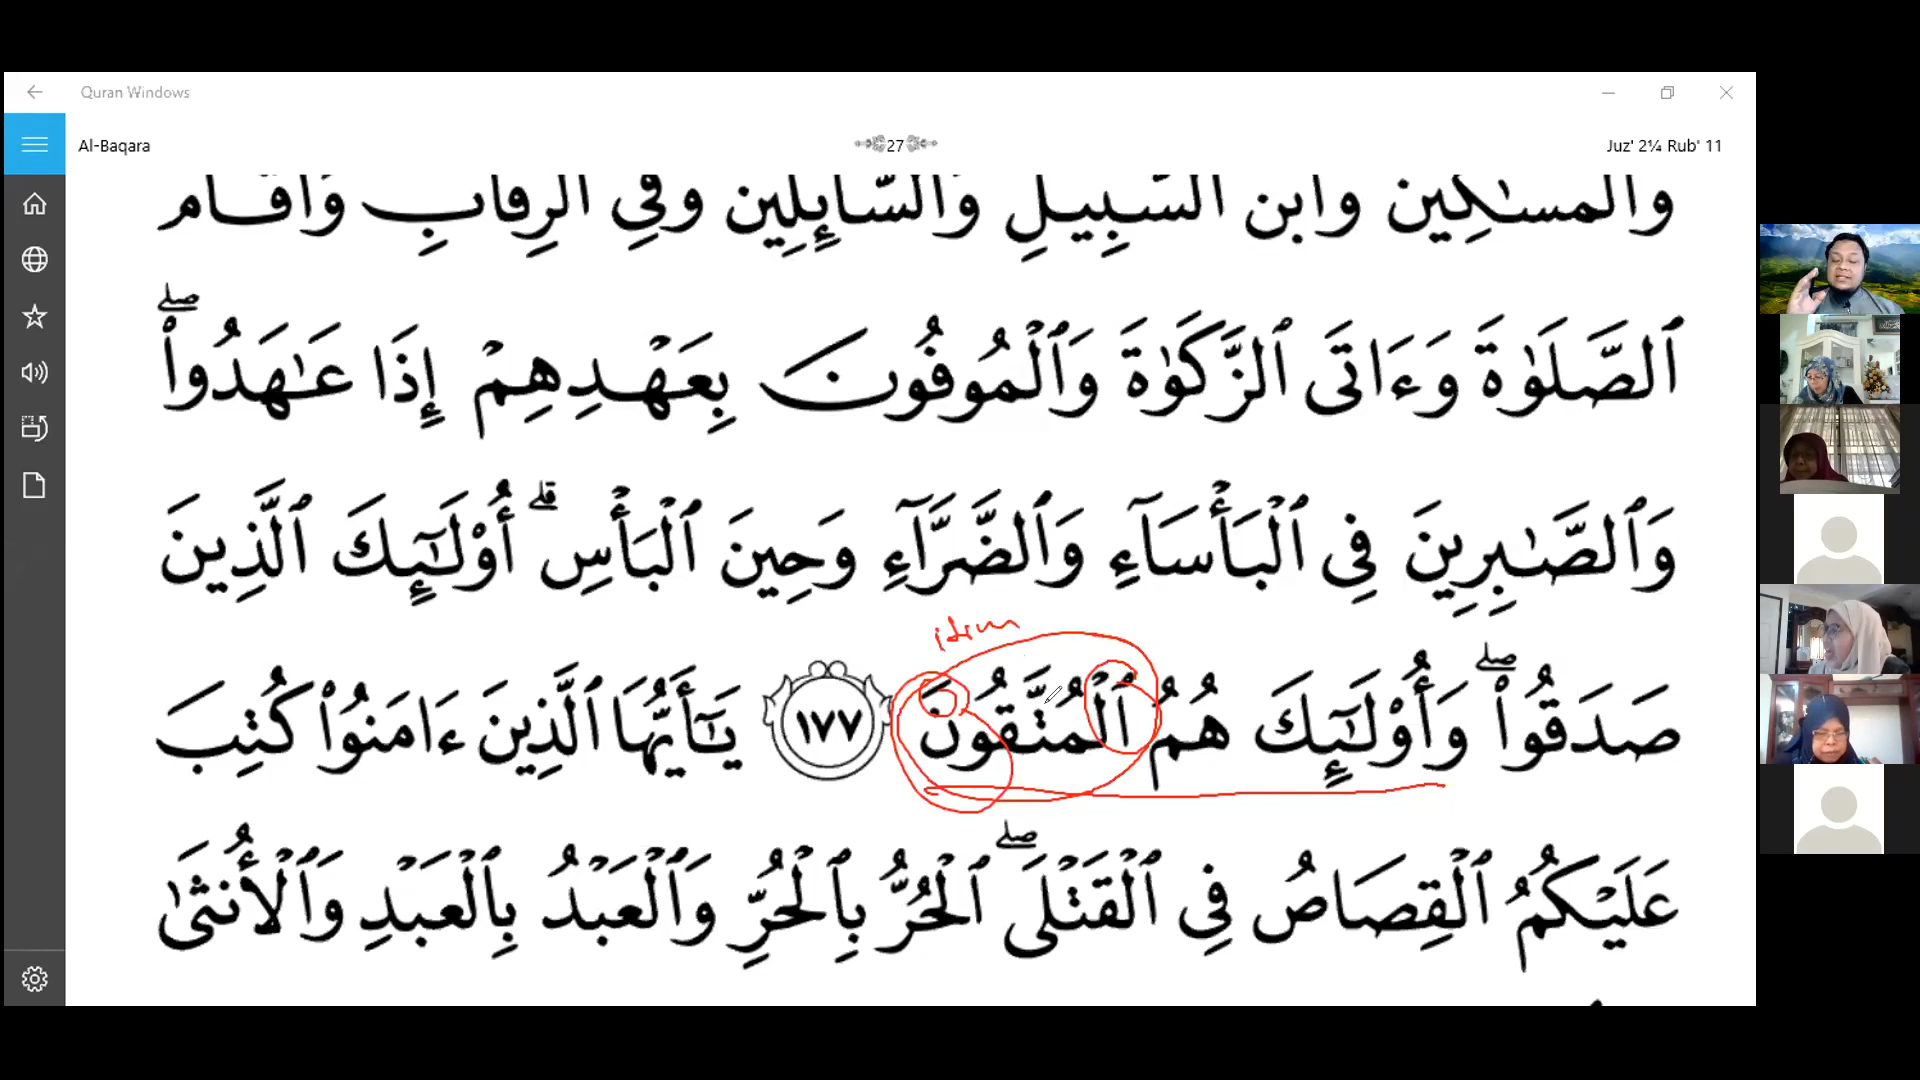 Quran Windows
Al-Baqara 27 Juz' 2¼ Rub' 11
وَالْمَسَٰكِينَ وَابْنَ السَّبِيلِ وَالسَّآئِلِينَ وَفِي الرِّقَابِ وَأَقَامَ
ٱلصَّلَوٰةَ وَءَاتَى ٱلزَّكَوٰةَ وَٱلْمُوفُونَ بِعَهْدِهِمْ إِذَا عَٰهَدُوا۟ ۖ
وَٱلصَّٰبِرِينَ فِى ٱلْبَأْسَآءِ وَٱلضَّرَّآءِ وَحِينَ ٱلْبَأْسِ ۗ أُو۟لَٰٓئِكَ ٱلَّذِينَ
صَدَقُوا۟ ۖ وَأُو۟لَٰٓئِكَ هُمُ ٱلْمُتَّقُونَ ١٧٧ يَٰٓأَيُّهَا ٱلَّذِينَ ءَامَنُوا۟ كُتِبَ
عَلَيْكُمُ ٱلْقِصَاصُ فِى ٱلْقَتْلَى ۖ ٱلْحُرُّ بِٱلْحُرِّ وَٱلْعَبْدُ بِٱلْعَبْدِ وَٱلْأُنثَىٰ